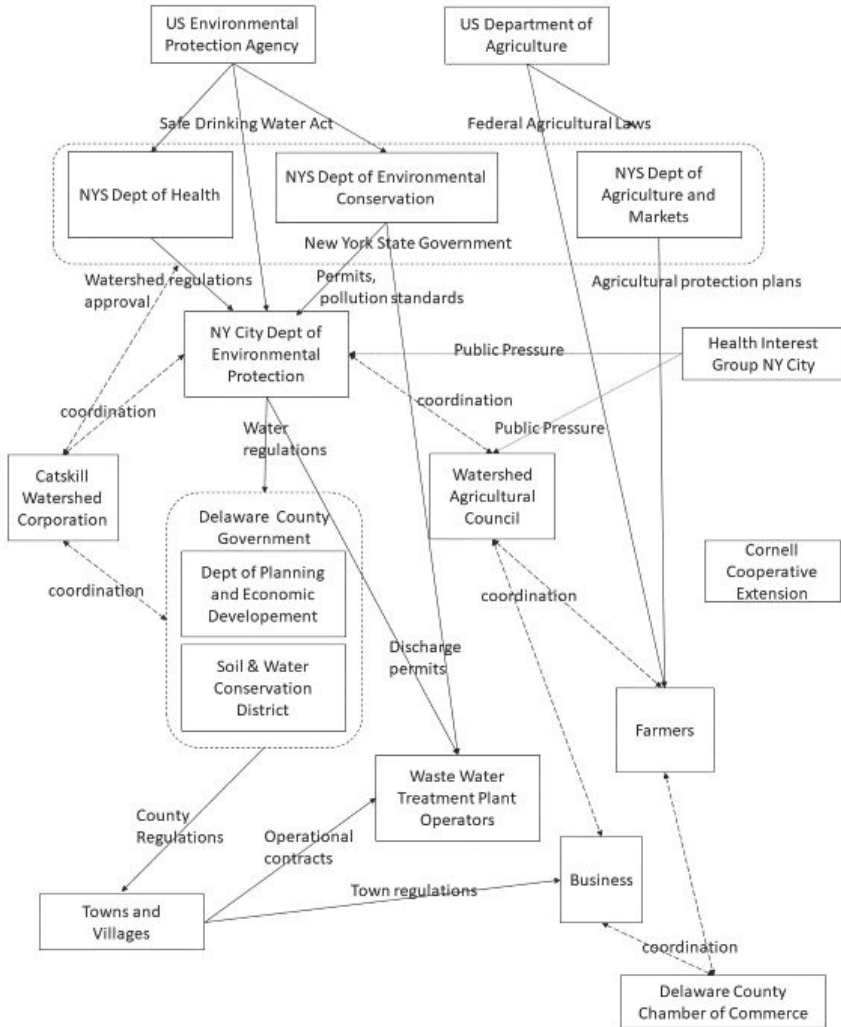 US Environmental
Protection Agency
US Department of
Agriculture
Safe Drinking Water Act
Federal Agricultural Laws
NYS Dept of Health
NYS Dept of Environmental
Conservation
NYS Dept of
Agriculture and
Markets
New York State Government
Watershed regulations
approval
Permits,
pollution standards
Agricultural protection plans
NY City Dept of
Environmental
Protection
Public Pressure
Health Interest
Group NY City
coordination
coordination
Public Pressure
Water
regulations
Catskill
Watershed
Corporation
Watershed
Agricultural
Council
Delaware County
Government
Dept of Planning
and Economic
Developement
Cornell
Cooperative
Extension
coordination
coordination
Discharge
permits
Soil & Water
Conservation
District
Farmers
Waste Water
Treatment Plant
Operators
County
Regulations
Operational
contracts
Town regulations
Business
Towns and
Villages
coordination
Delaware County
Chamber of Commerce